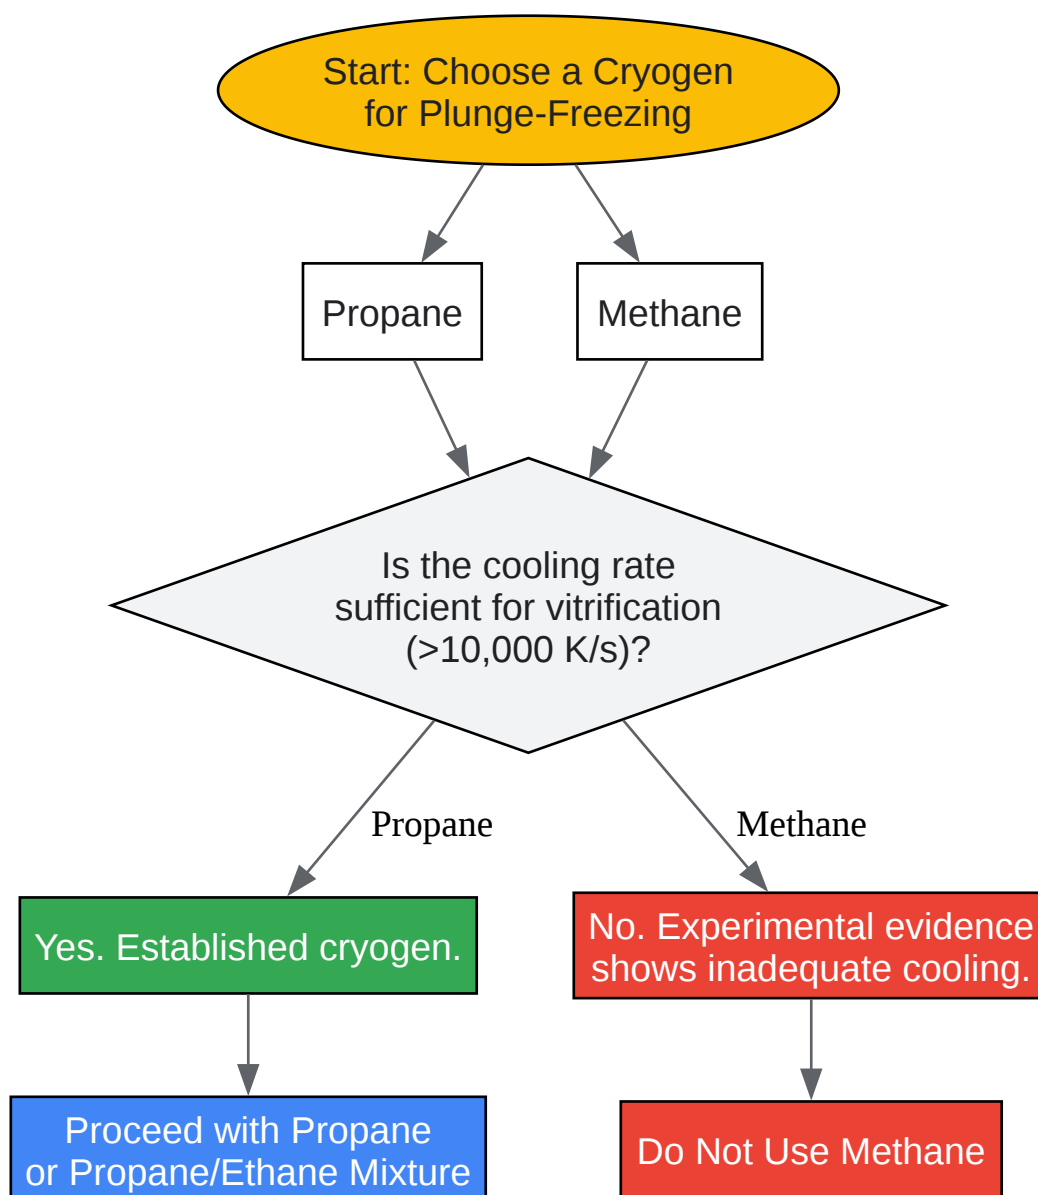 Start: Choose a Cryogen
for Plunge-Freezing
Propane
Methane
Is the cooling rate
sufficient for vitrification
(>10,000 K/s)?
Propane
Methane
Yes. Established cryogen.
No. Experimental evidence
shows inadequate cooling.
Proceed with Propane
or Propane/Ethane Mixture
Do Not Use Methane